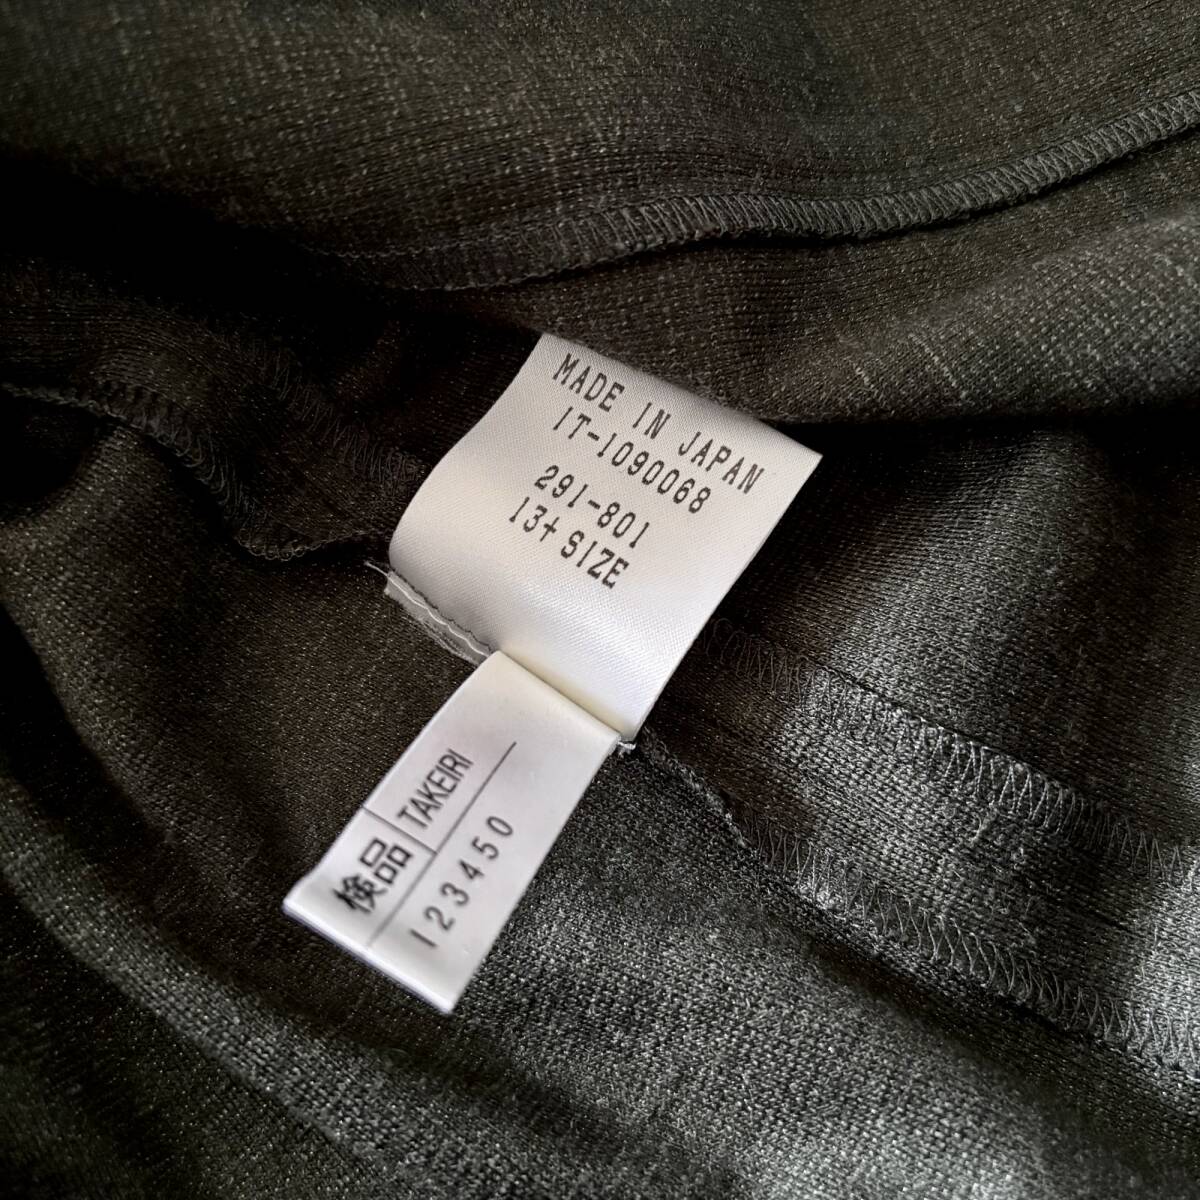 MADE IN JAPAN
IT-1090068
291-801
13+SIZE
検品 TAKEIRI
123450